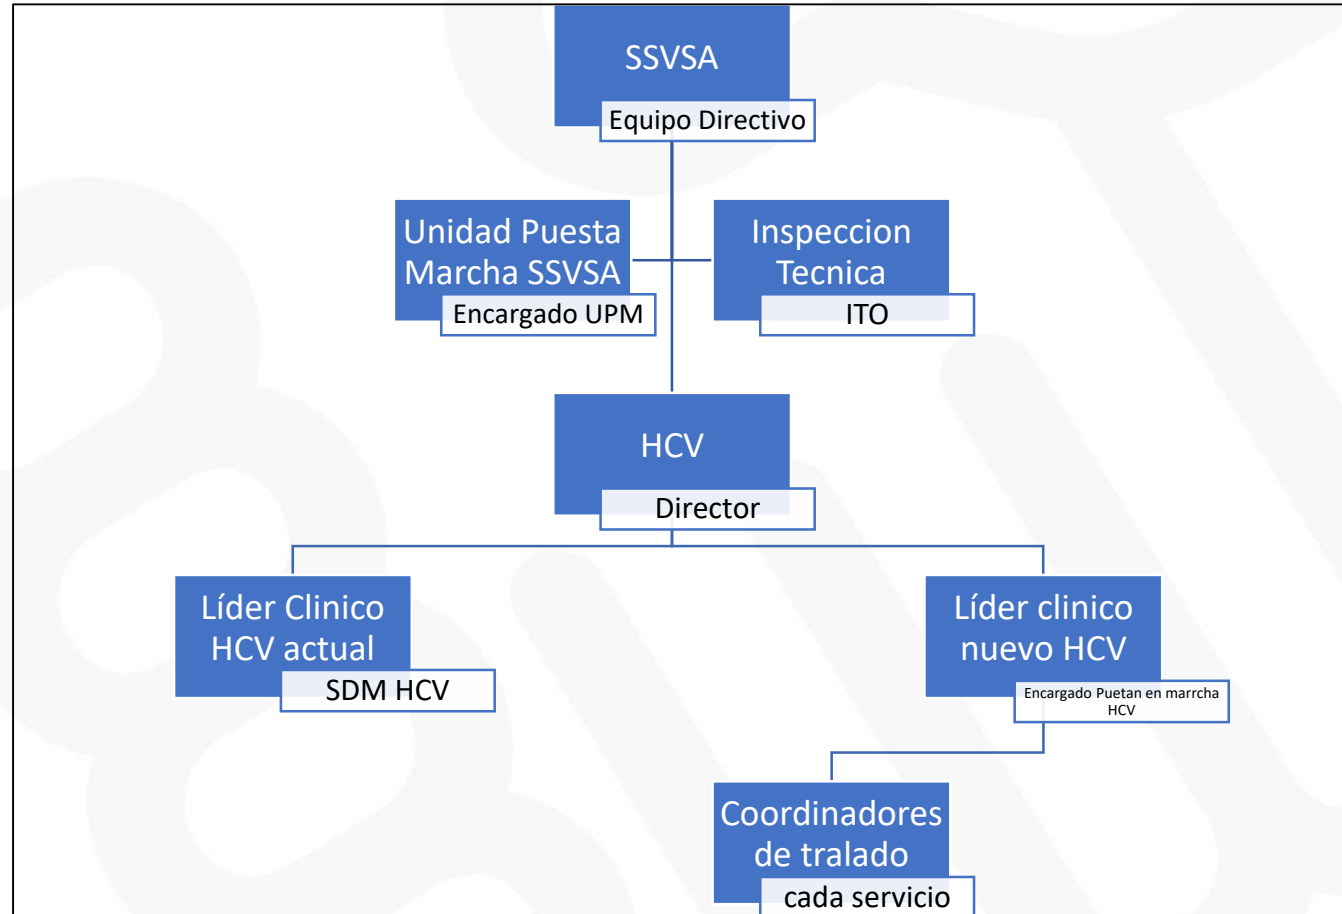 SSVSA
Equipo Directivo
Unidad Puesta
Marcha SSVSA
Encargado UPM
Inspeccion
Tecnica
ITO
HCV
Director
Líder Clinico
HCV actual
SDM HCV
Líder clinico
nuevo HCV
Encargado Puetan en marrcha
HCV
Coordinadores
de tralado
cada servicio